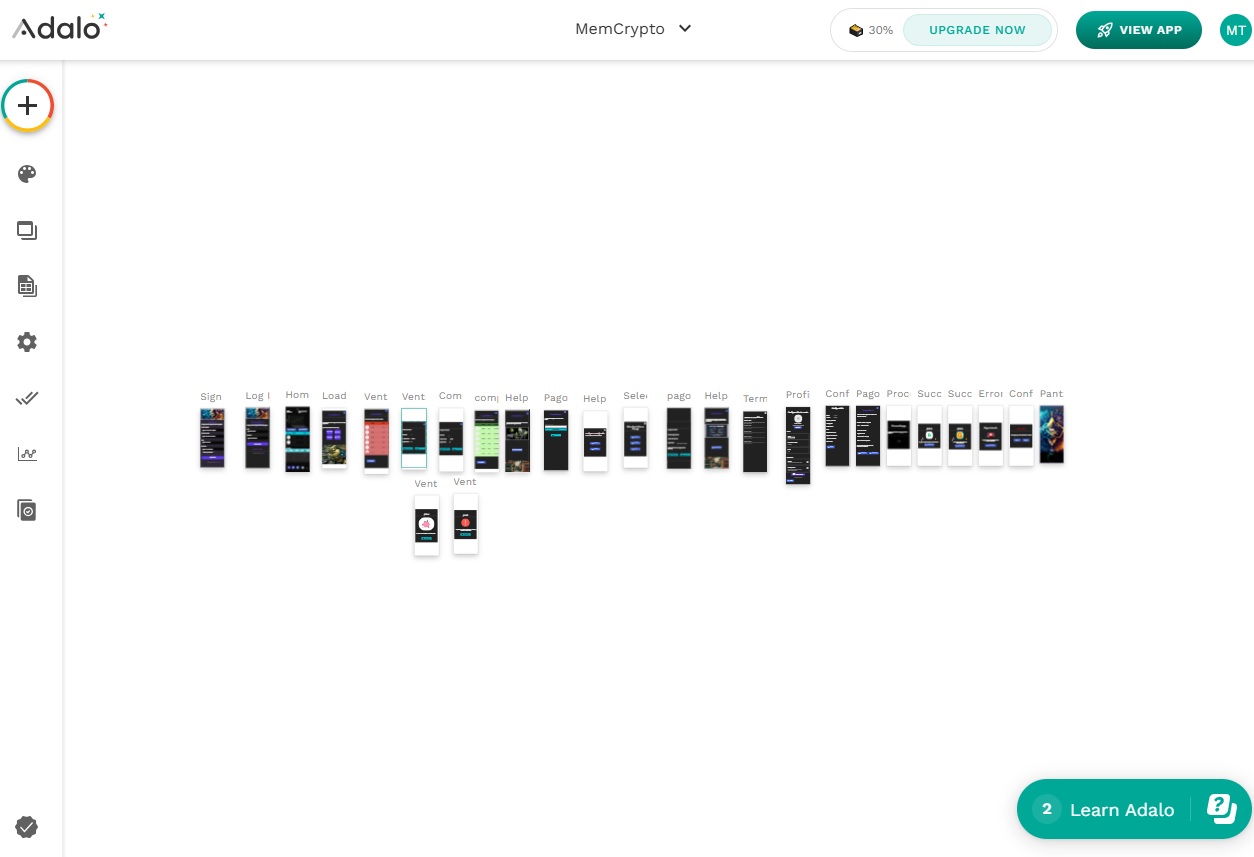 Adalo
MemCrypto
30%
UPGRADE NOW
VIEW APP
MT
Sign
Log I
Hom
Load
Vent
Vent
Com
comp
Help
Pago
Help
Selec
pago
Help
Term
Profi
Conf
Pago
Proc
Succ
Succ
Error
Conf
Pant
Vent
Vent
2 Learn Adalo